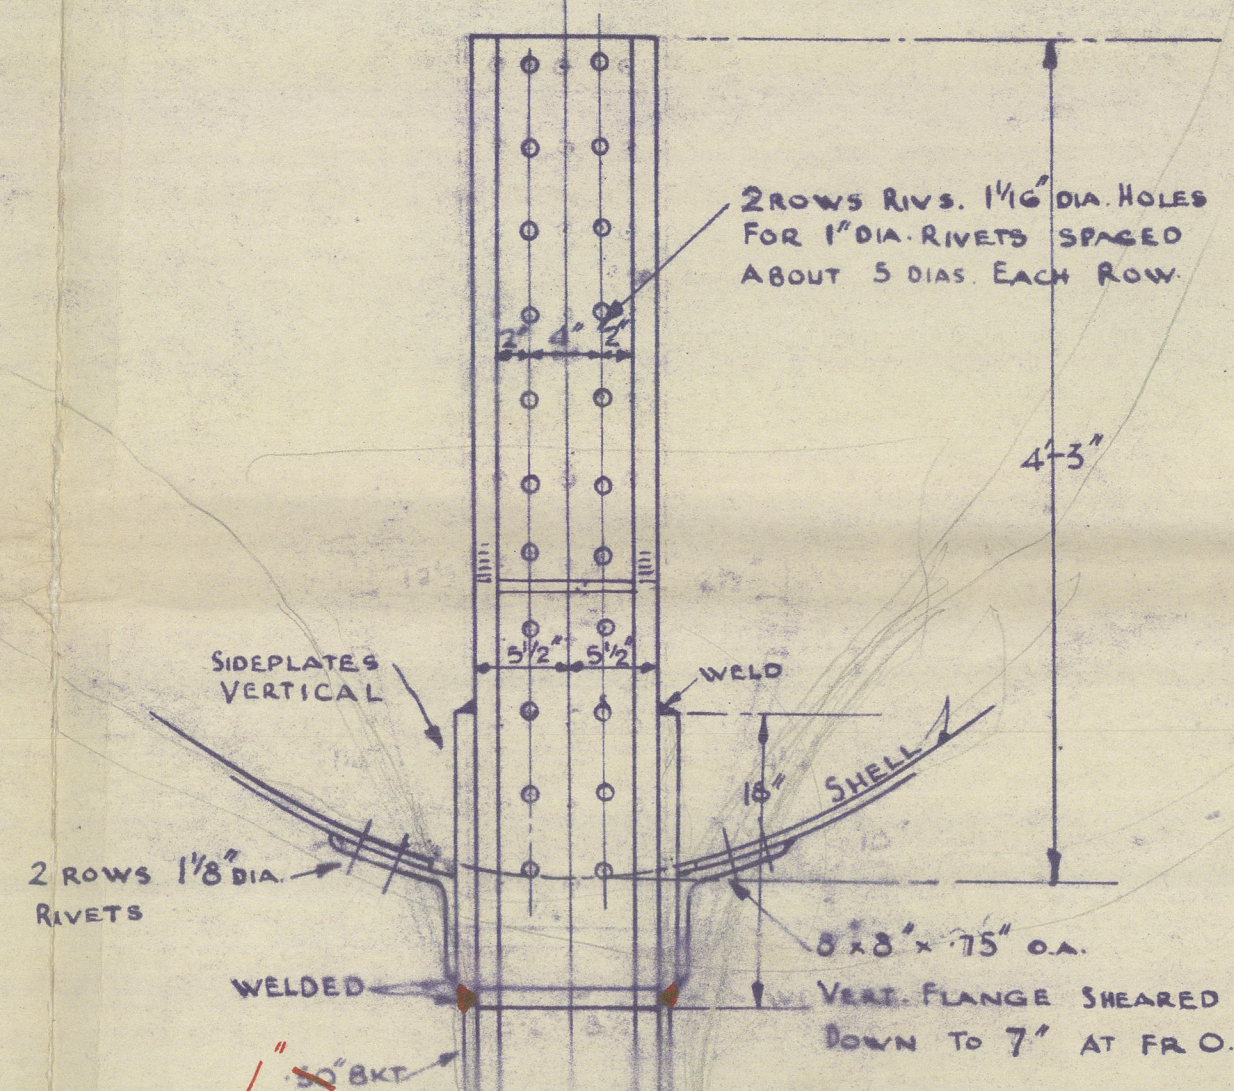 2 ROWS RIVS. 1 1/16" DIA. HOLES
FOR 1" DIA. RIVETS SPACED
ABOUT 5 DIAS. EACH ROW.
2" 4" 2"
4'-3"
5 1/2" 5 1/2"
SIDEPLATES
VERTICAL
WELD
18"
SHELL
2 ROWS 1 1/8" DIA.
RIVETS
8 x 8" x .75" O.A.
VERT. FLANGE SHEARED
DOWN TO 7" AT FR O.
WELDED
1" .50" BKT